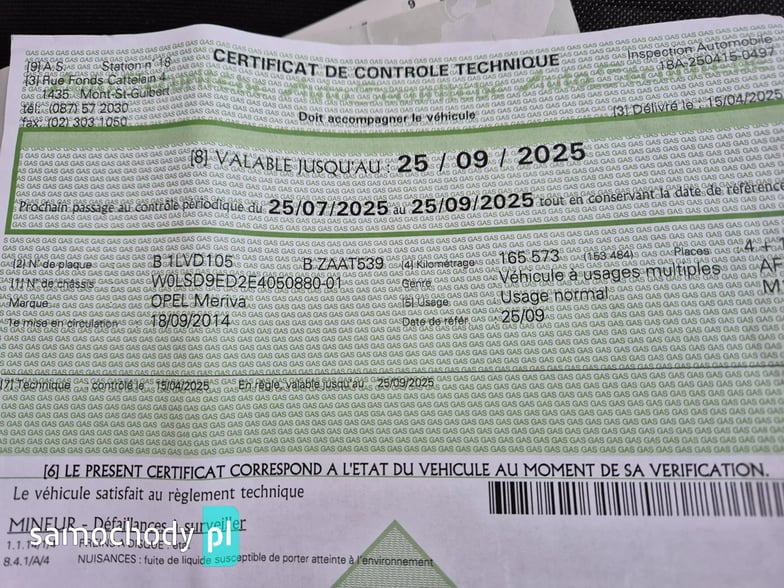 [9] A.S. Station n° 18
[3] Rue Fonds Cattelein 4
1435 Mont-St-Guibert
tél: (087) 57 2030
fax: (02) 303 1050
CERTIFICAT DE CONTROLE TECHNIQUE
Doit accompagner le véhicule
Inspection Automobile
18A-250415-0491
[3] Délivré le : 15/04/2025
[8] VALABLE JUSQU'AU : 25 / 09 / 2025
Prochain passage au contrôle périodique du 25/07/2025 au 25/09/2025 tout en conservant la date de référence
[2] N° de plaque B 1LVD105 B ZAAT539 [4] Kilométrage 165.573 (153 484) Places 4 +
[1] N° de châssis W0LSD9ED2E4050880-01 Genre Véhicule à usages multiples AF
Marque OPEL Meriva [5] Usage Usage normal M
1e mise en circulation 18/09/2014 Date de référ 25/09
[7] Technique contrôlé le 15/04/2025 En règle, valable jusqu'au 25/09/2025
[6] LE PRESENT CERTIFICAT CORRESPOND A L'ETAT DU VEHICULE AU MOMENT DE SA VERIFICATION.
Le véhicule satisfait au règlement technique
MINEUR - Défaillances à surveiller
8.4.1/A/4 NUISANCES : fuite de liquide susceptible de porter atteinte à l'environnement
samochody.pl